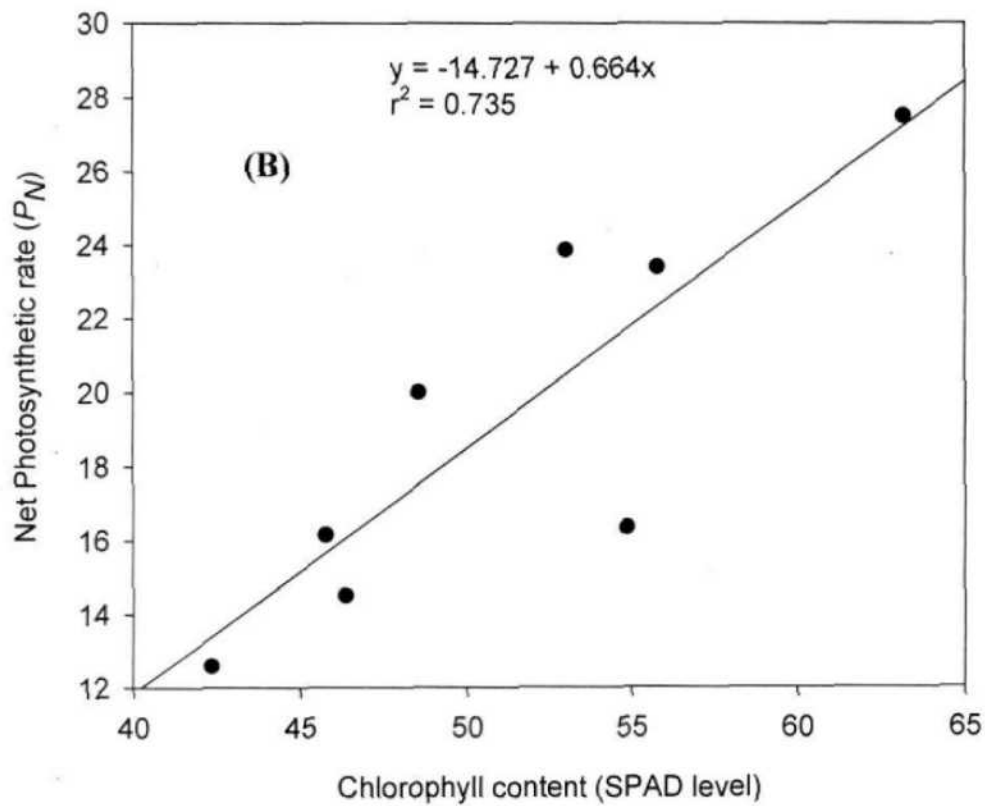 y = -14.727 + 0.664x
r² = 0.735
(B)
Net Photosynthetic rate (P_N)
30
28
26
24
22
20
18
16
14
12
40 45 50 55 60 65
Chlorophyll content (SPAD level)